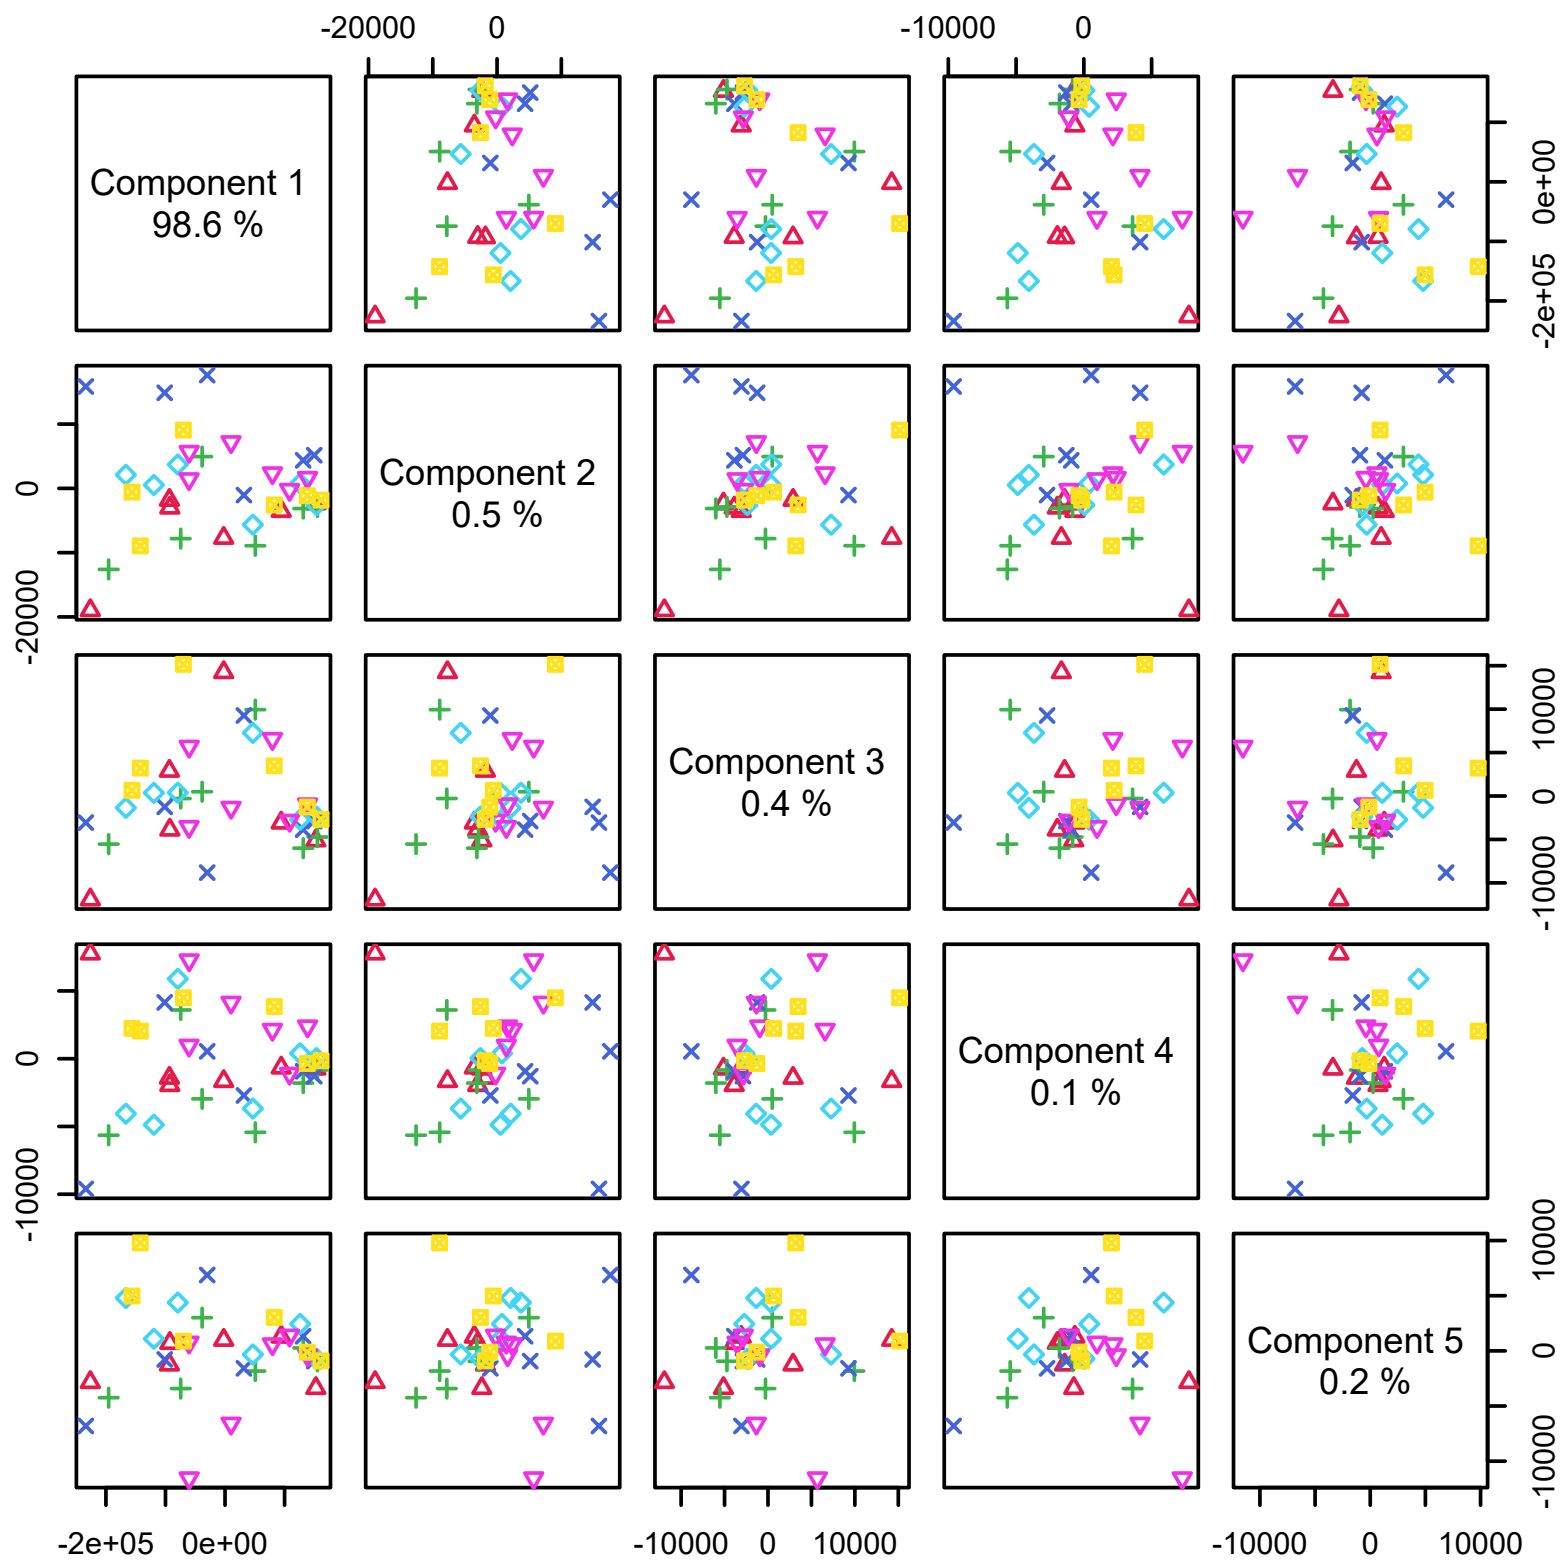 -20000 0 -10000 0
Component 1
98.6 %
0e+00
-2e+05
Component 2
0.5 %
0
-20000
Component 3
0.4 %
10000
0
-10000
Component 4
0.1 %
0
-10000
Component 5
0.2 %
10000
0
-10000
-2e+05 0e+00 -10000 0 10000 -10000 0 10000